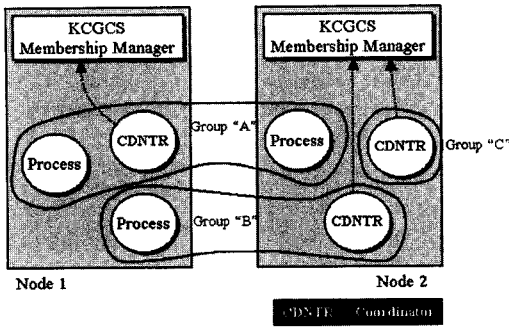 KCGCS
Membership Manager
KCGCS
Membership Manager
CDNTR
Group "A"
Process
Process
CDNTR
Group "C"
Process
Group "B"
CDNTR
Node 1
Node 2
CDNTR Coordinator